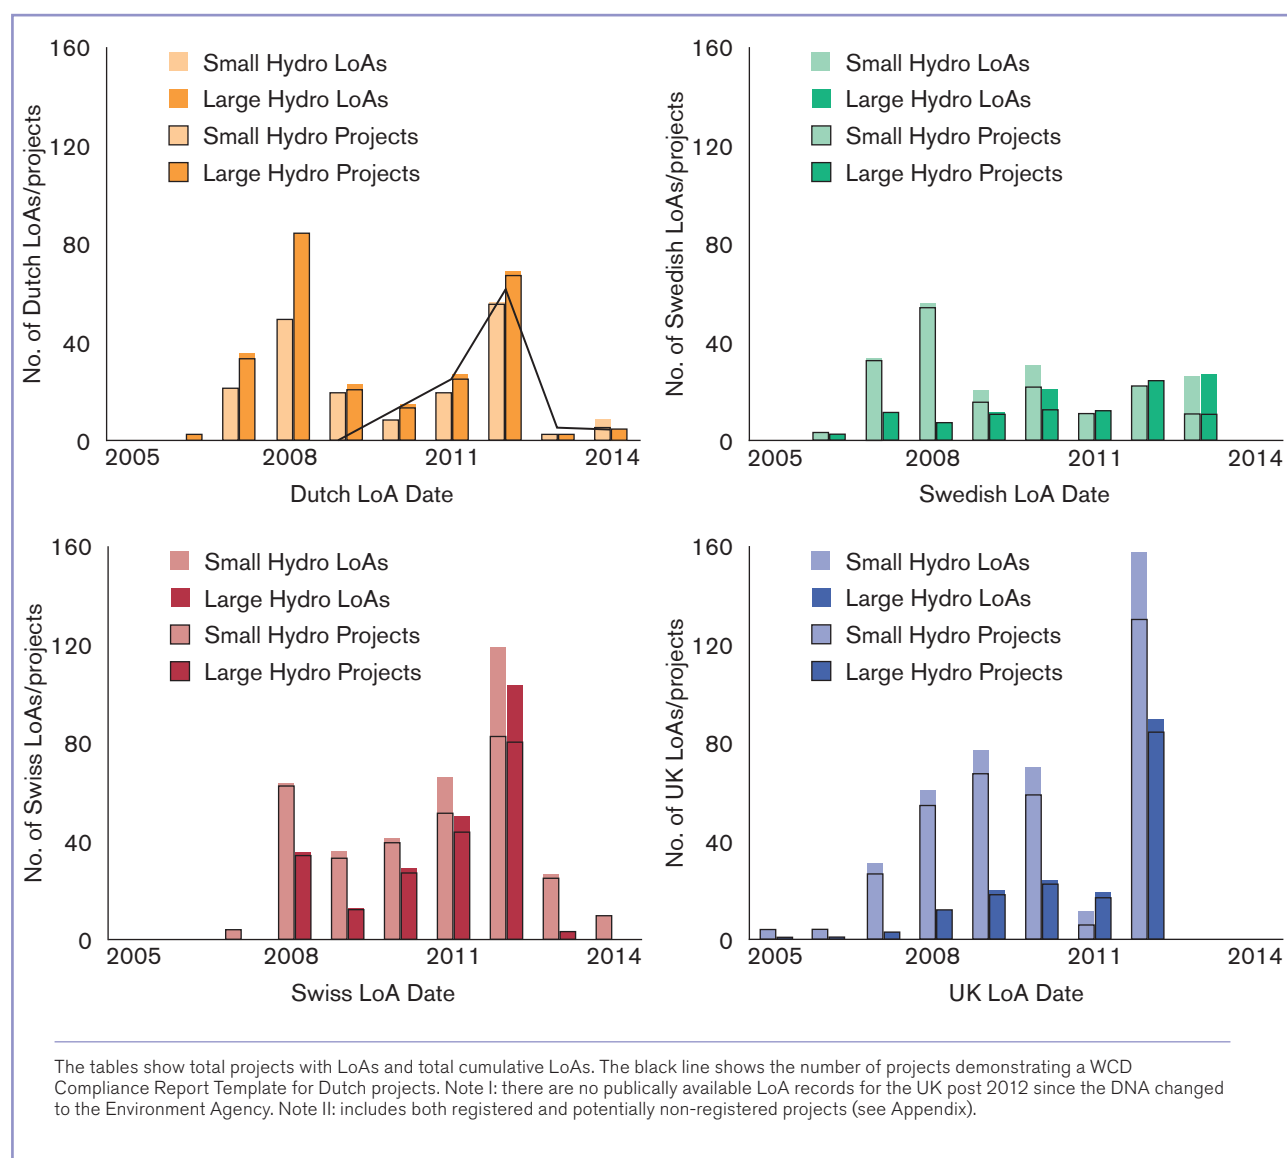 160
120
80
40
0
No. of Dutch LoAs/projects
Small Hydro LoAs
Large Hydro LoAs
Small Hydro Projects
Large Hydro Projects
2005 2008 2011 2014
Dutch LoA Date
160
120
80
40
0
No. of Swedish LoAs/projects
Small Hydro LoAs
Large Hydro LoAs
Small Hydro Projects
Large Hydro Projects
2005 2008 2011 2014
Swedish LoA Date
160
120
80
40
0
No. of Swiss LoAs/projects
Small Hydro LoAs
Large Hydro LoAs
Small Hydro Projects
Large Hydro Projects
2005 2008 2011 2014
Swiss LoA Date
160
120
80
40
0
No. of UK LoAs/projects
Small Hydro LoAs
Large Hydro LoAs
Small Hydro Projects
Large Hydro Projects
2005 2008 2011 2014
UK LoA Date
The tables show total projects with LoAs and total cumulative LoAs. The black line shows the number of projects demonstrating a WCD
Compliance Report Template for Dutch projects. Note I: there are no publically available LoA records for the UK post 2012 since the DNA changed
to the Environment Agency. Note II: includes both registered and potentially non-registered projects (see Appendix).